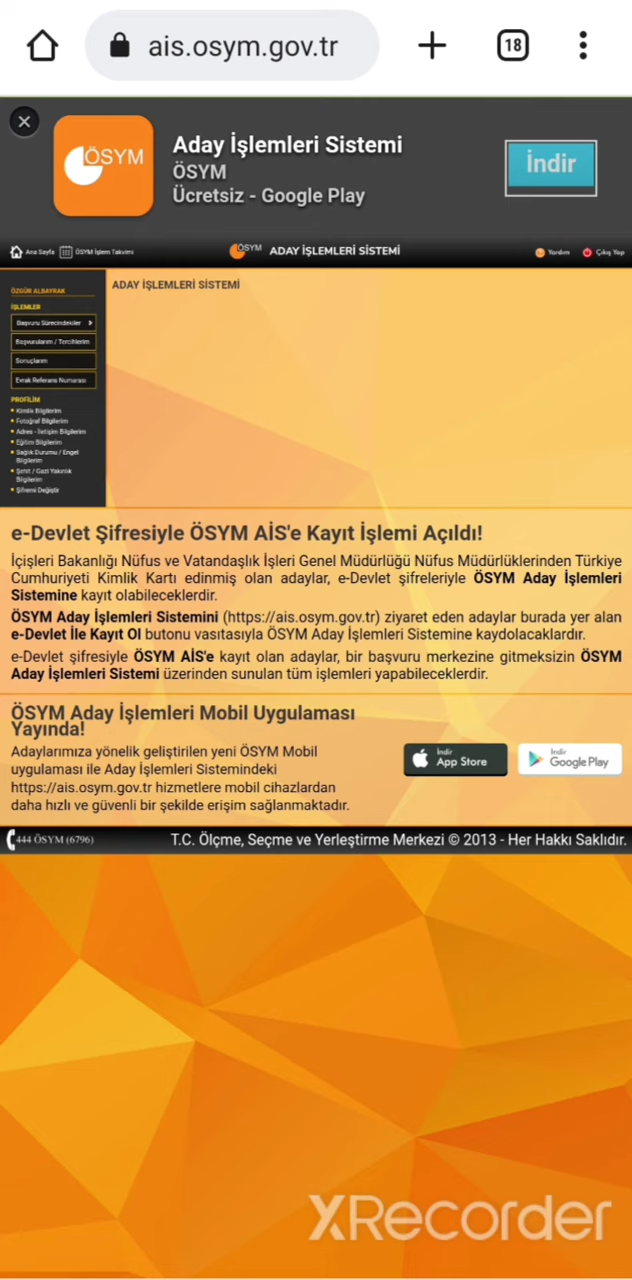 ais.osym.gov.tr
18
ÖSYM
Aday İşlemleri Sistemi
ÖSYM
Ücretsiz - Google Play
İndir
Ana Sayfa
ÖSYM İşlem Takvimi
ÖSYM
ADAY İŞLEMLERİ SİSTEMİ
Yardım
Çıkış Yap
ÖZGÜR ALBAYRAK
İŞLEMLER
Başvuru Sürecindekiler
Başvurularım / Tercihlerim
Sonuçlarım
Evrak Referans Numarası
PROFİLİM
Kimlik Bilgilerim
Fotoğraf Bilgilerim
Adres - İletişim Bilgilerim
Eğitim Bilgilerim
Sağlık Durumu / Engel
Bilgilerim
Şehit / Gazi Yakınlık
Bilgilerim
Şifremi Değiştir
ADAY İŞLEMLERİ SİSTEMİ
e-Devlet Şifresiyle ÖSYM AİS'e Kayıt İşlemi Açıldı!
İçişleri Bakanlığı Nüfus ve Vatandaşlık İşleri Genel Müdürlüğü Nüfus Müdürlüklerinden Türkiye
Cumhuriyeti Kimlik Kartı edinmiş olan adaylar, e-Devlet şifreleriyle ÖSYM Aday İşlemleri
Sistemine kayıt olabileceklerdir.
ÖSYM Aday İşlemleri Sistemini (https://ais.osym.gov.tr) ziyaret eden adaylar burada yer alan
e-Devlet İle Kayıt Ol butonu vasıtasıyla ÖSYM Aday İşlemleri Sistemine kaydolacaklardır.
e-Devlet şifresiyle ÖSYM AİS'e kayıt olan adaylar, bir başvuru merkezine gitmeksizin ÖSYM
Aday İşlemleri Sistemi üzerinden sunulan tüm işlemleri yapabileceklerdir.
ÖSYM Aday İşlemleri Mobil Uygulaması
Yayında!
Adaylarımıza yönelik geliştirilen yeni ÖSYM Mobil
uygulaması ile Aday İşlemleri Sistemindeki
https://ais.osym.gov.tr hizmetlere mobil cihazlardan
daha hızlı ve güvenli bir şekilde erişim sağlanmaktadır.
İndir
App Store
İndir
Google Play
444 ÖSYM (6796)
T.C. Ölçme, Seçme ve Yerleştirme Merkezi © 2013 - Her Hakkı Saklıdır.
XRecorder